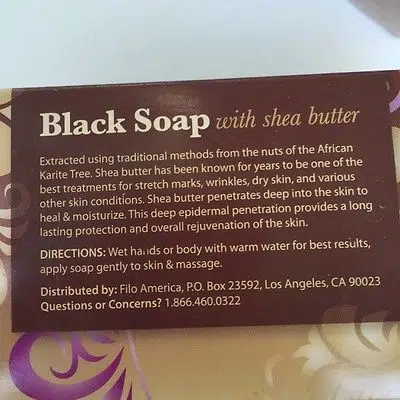 Black Soap with shea butter
Extracted using traditional methods from the nuts of the African
Karite Tree. Shea butter has been known for years to be one of the
best treatments for stretch marks, wrinkles, dry skin, and various
other skin conditions. Shea butter penetrates deep into the skin to
heal & moisturize. This deep epidermal penetration provides a long
lasting protection and overall rejuvenation of the skin.
DIRECTIONS: Wet hands or body with warm water for best results,
apply soap gently to skin & massage.
Distributed by: Filo America, P.O. Box 23592, Los Angeles, CA 90023
Questions or Concerns? 1.866.460.0322